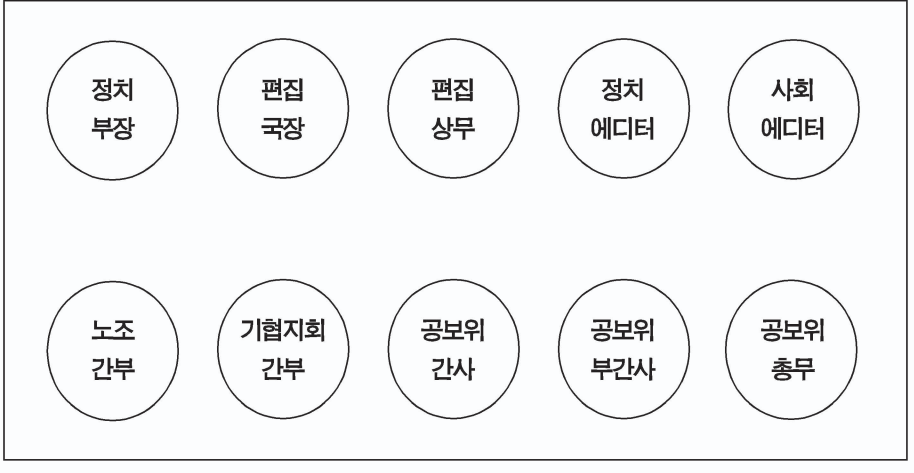 정치
부장
편집
국장
편집
상무
정치
에디터
사회
에디터
노조
간부
기협지회
간부
공보위
간사
공보위
부간사
공보위
총무